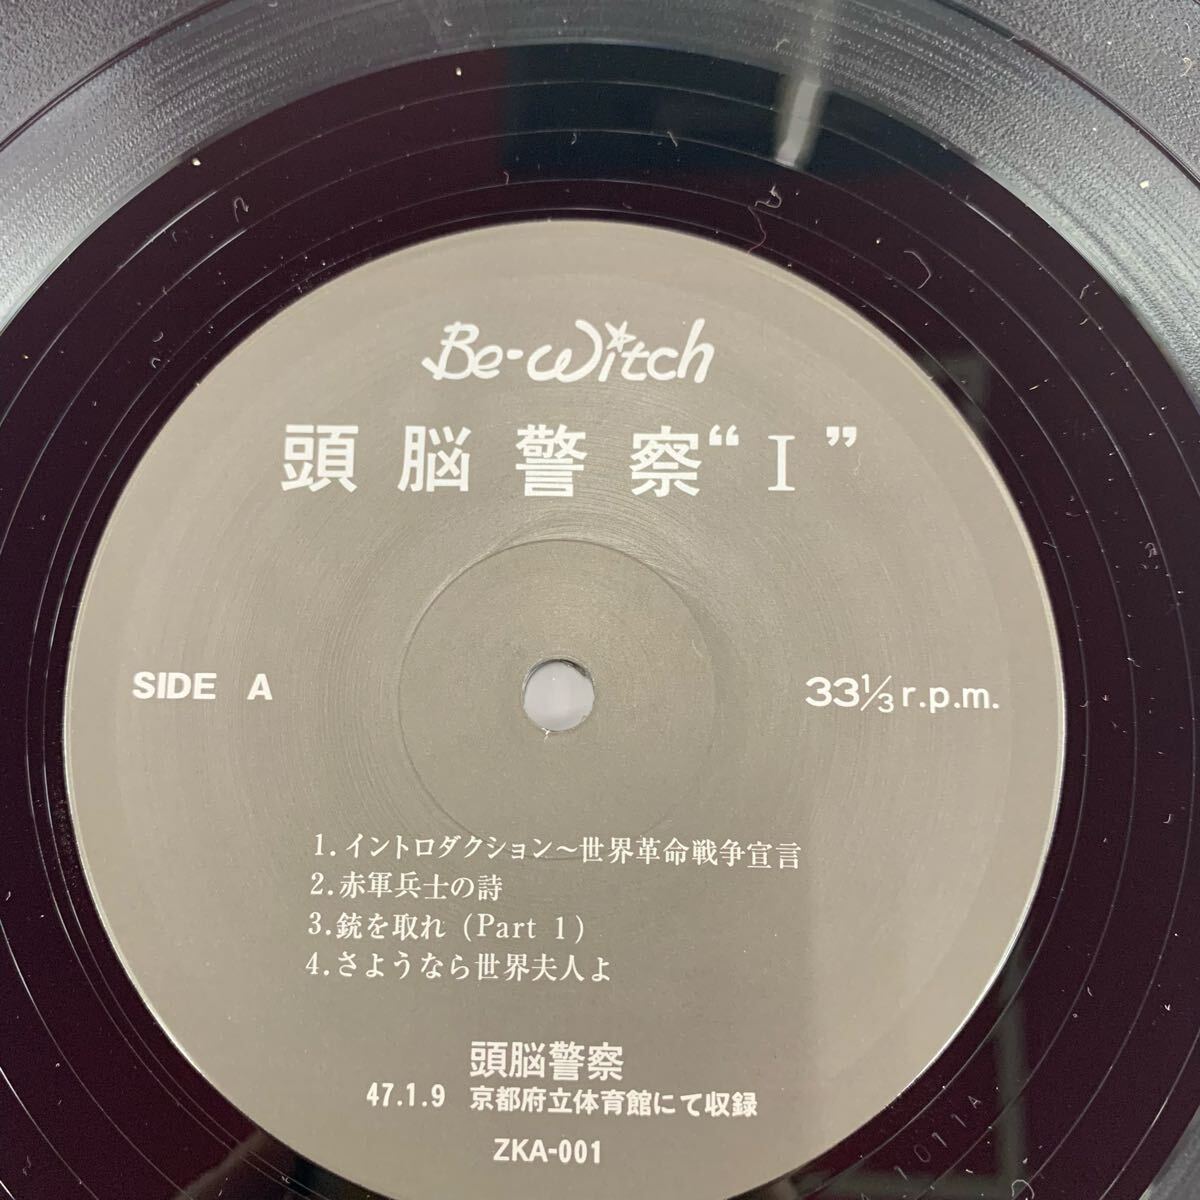 Be-Witch
頭脳警察“Ⅰ”
SIDE A
33⅓ r.p.m.
1.イントロダクション～世界革命戦争宣言
2.赤軍兵士の詩
3.銃を取れ (Part 1)
4.さようなら世界夫人よ
頭脳警察
47.1.9 京都府立体育館にて収録
ZKA-001